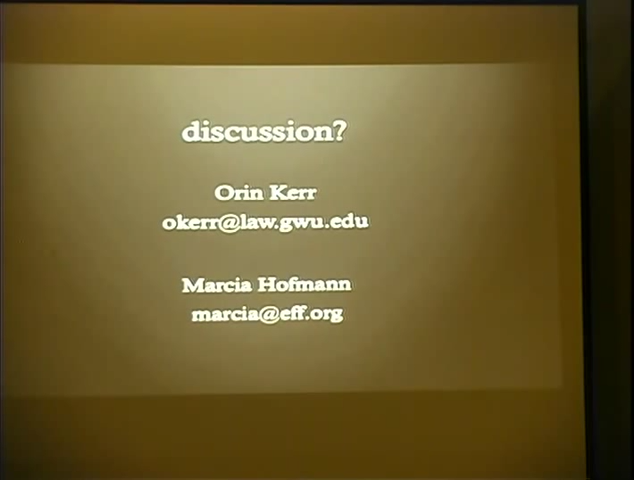 discussion?
Orin Kerr
okerr@law.gwu.edu
Marcia Hofmann
marcia@eff.org